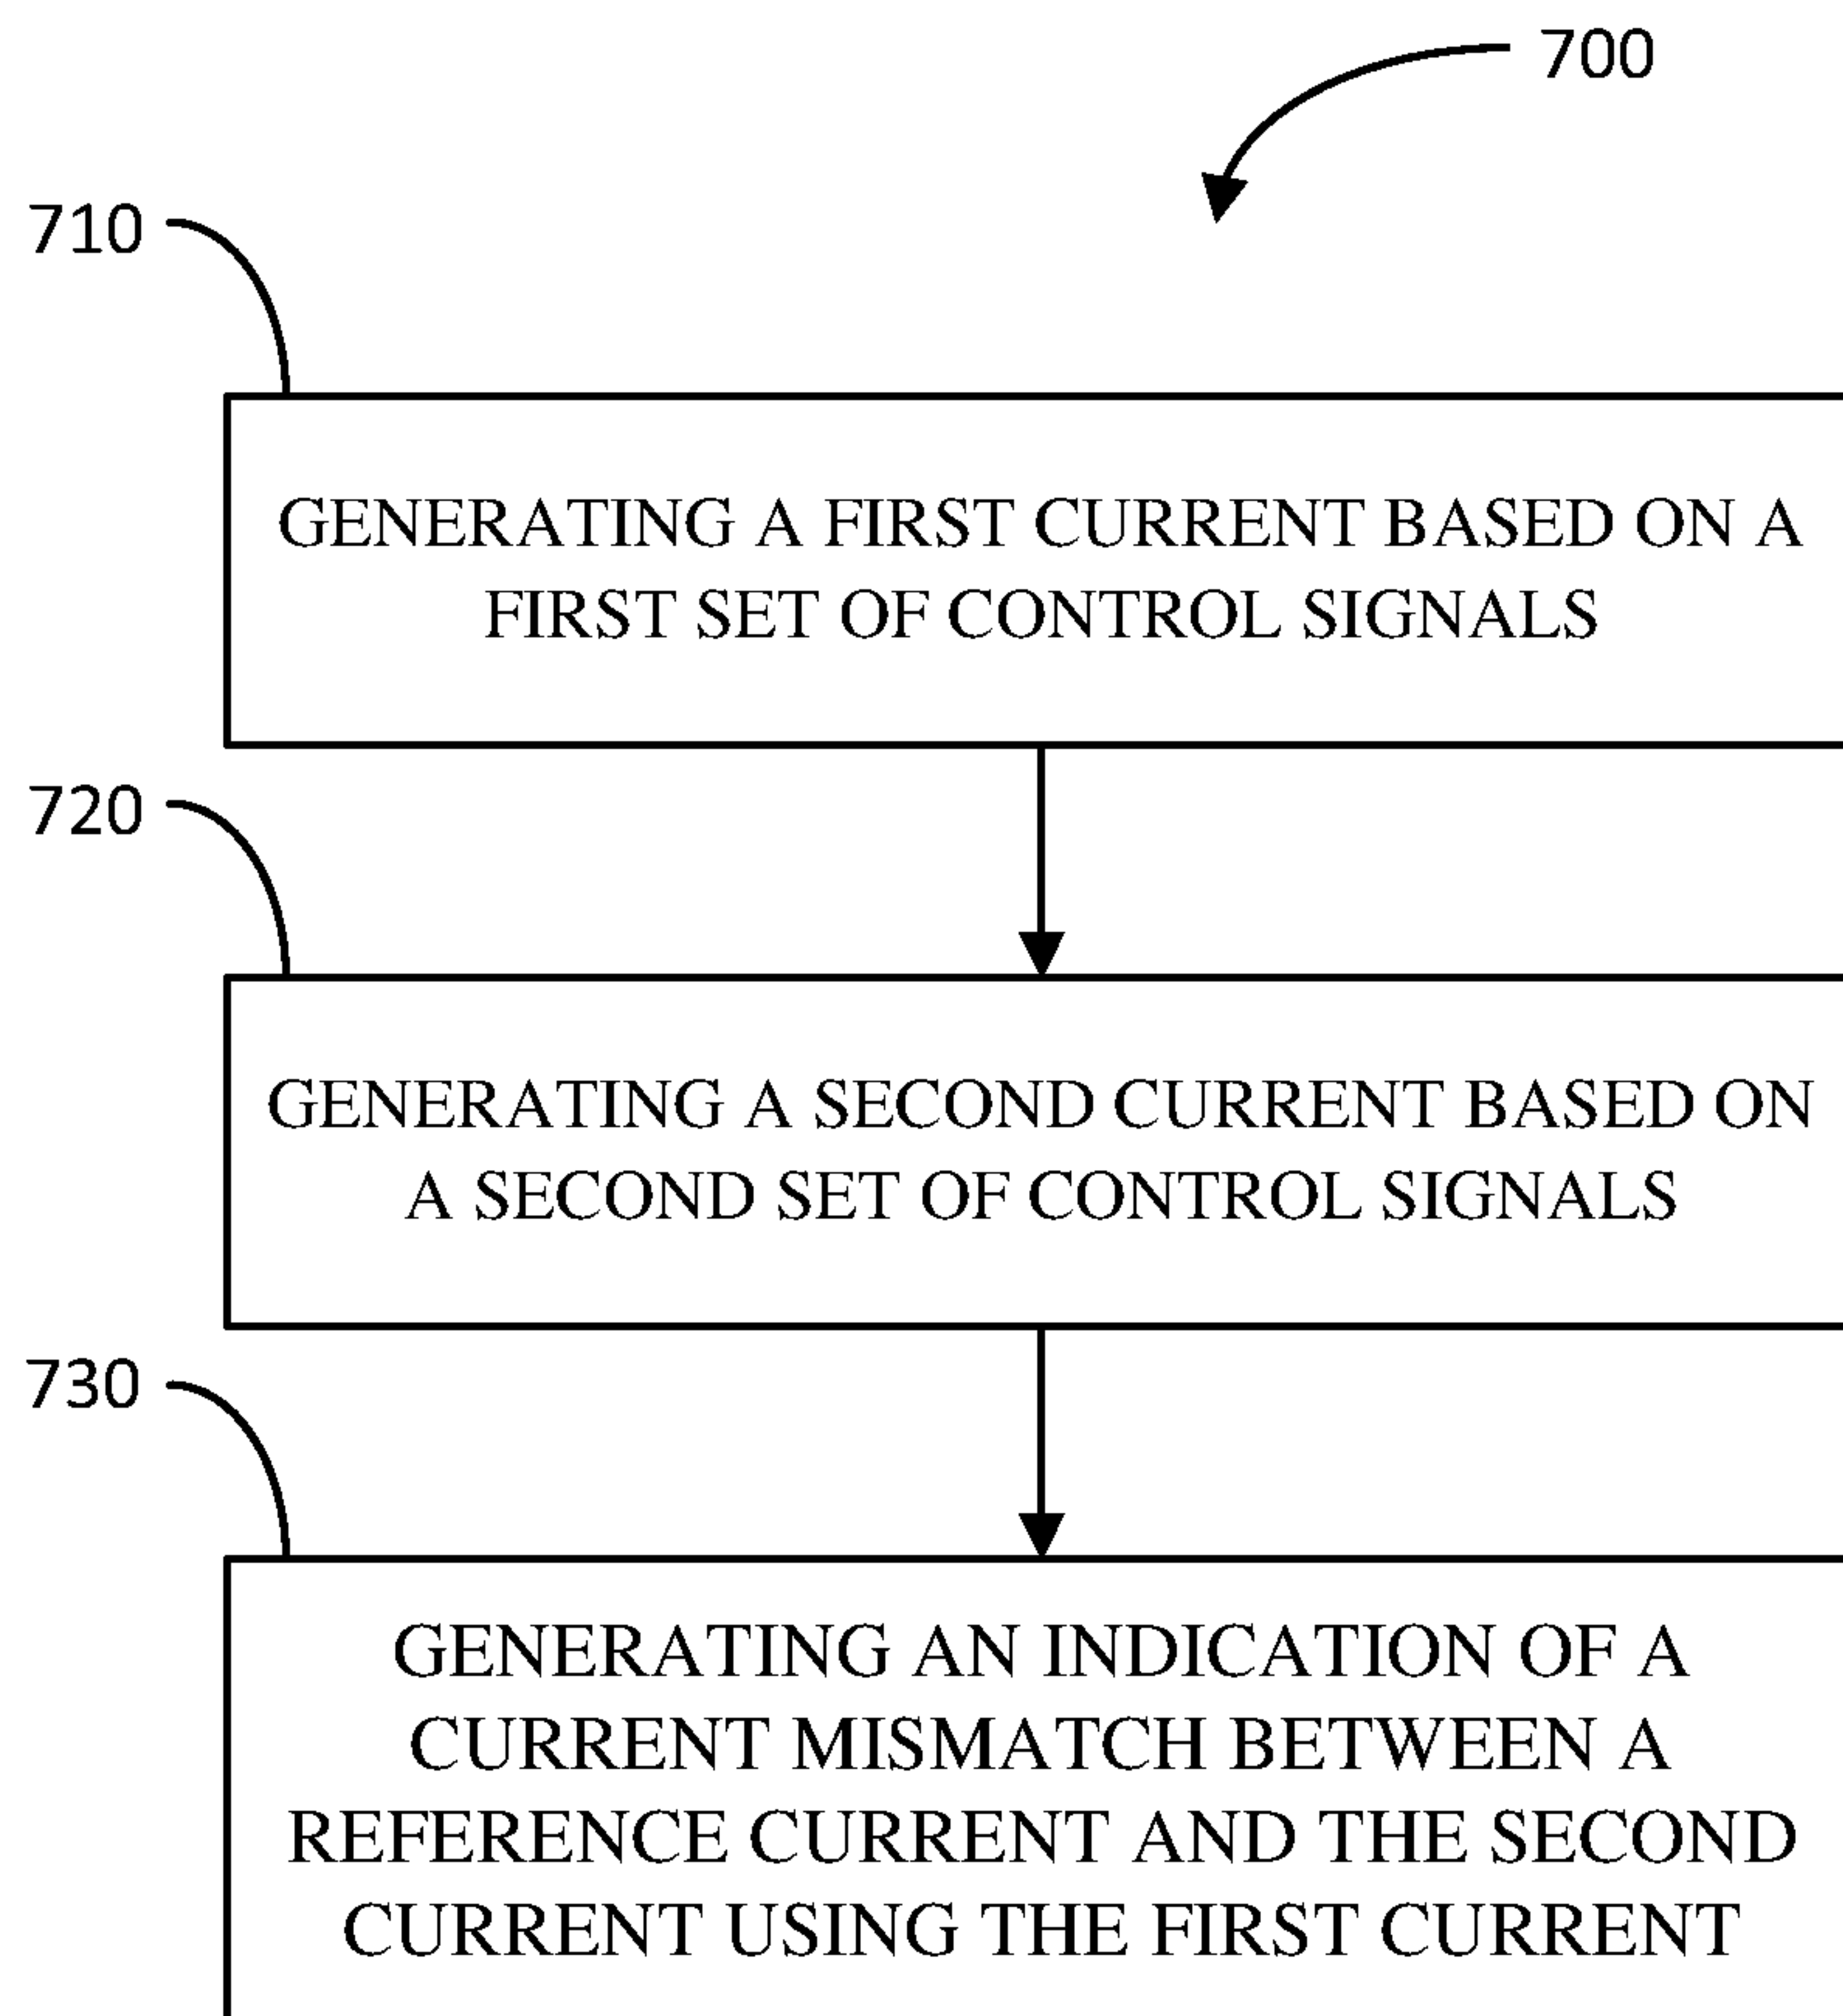 700
710
GENERATING A FIRST CURRENT BASED ON A
FIRST SET OF CONTROL SIGNALS
720
GENERATING A SECOND CURRENT BASED ON
A SECOND SET OF CONTROL SIGNALS
730
GENERATING AN INDICATION OF A
CURRENT MISMATCH BETWEEN A
REFERENCE CURRENT AND THE SECOND
CURRENT USING THE FIRST CURRENT